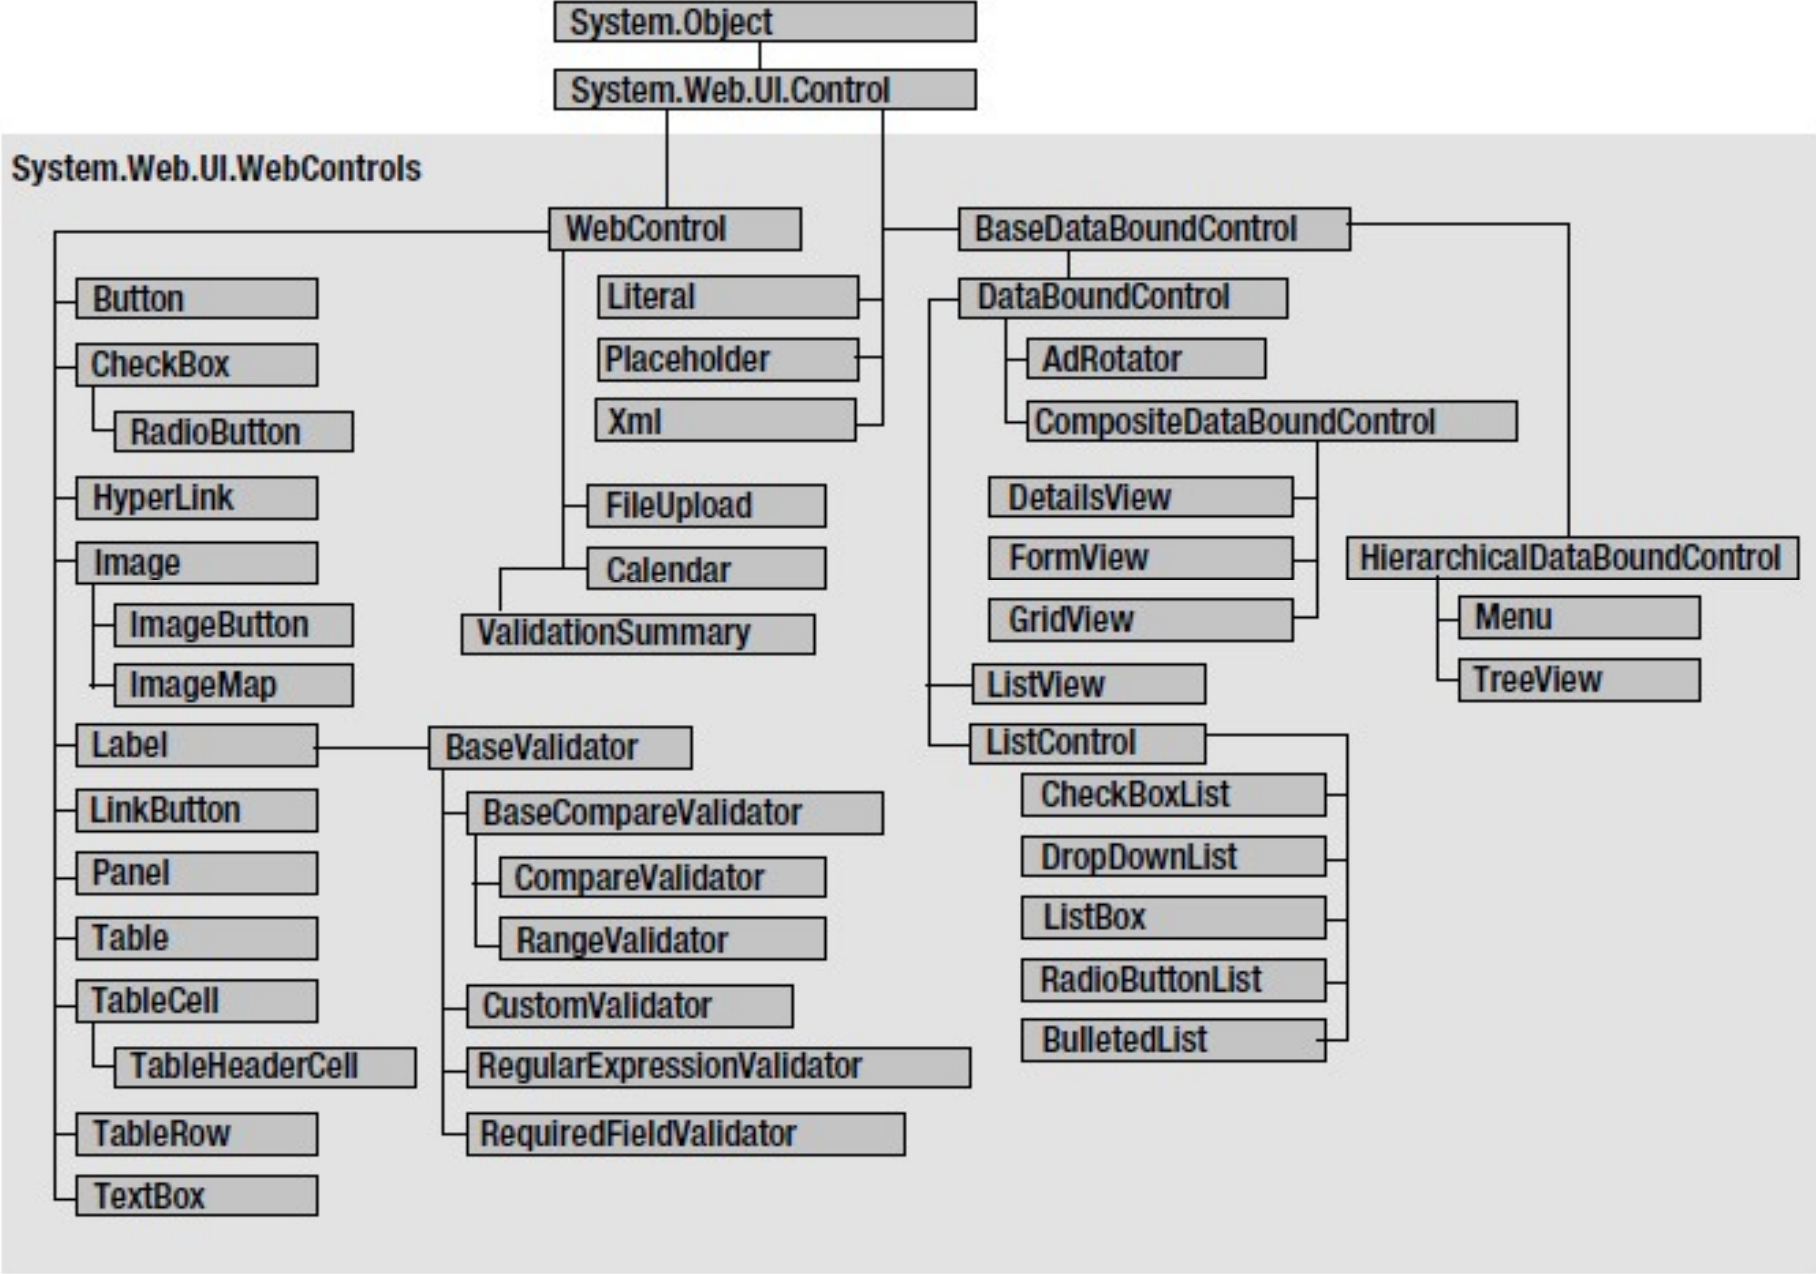 System.Object
System.Web.UI.Control
System.Web.UI.WebControls
WebControl
BaseDataBoundControl
Button
CheckBox
RadioButton
HyperLink
Image
ImageButton
ImageMap
Label
LinkButton
Panel
Table
TableCell
TableHeaderCell
TableRow
TextBox
Literal
Placeholder
Xml
FileUpload
Calendar
ValidationSummary
BaseValidator
BaseCompareValidator
CompareValidator
RangeValidator
CustomValidator
RegularExpressionValidator
RequiredFieldValidator
DataBoundControl
AdRotator
CompositeDataBoundControl
DetailsView
FormView
GridView
ListView
ListControl
CheckBoxList
DropDownList
ListBox
RadioButtonList
BulletedList
HierarchicalDataBoundControl
Menu
TreeView